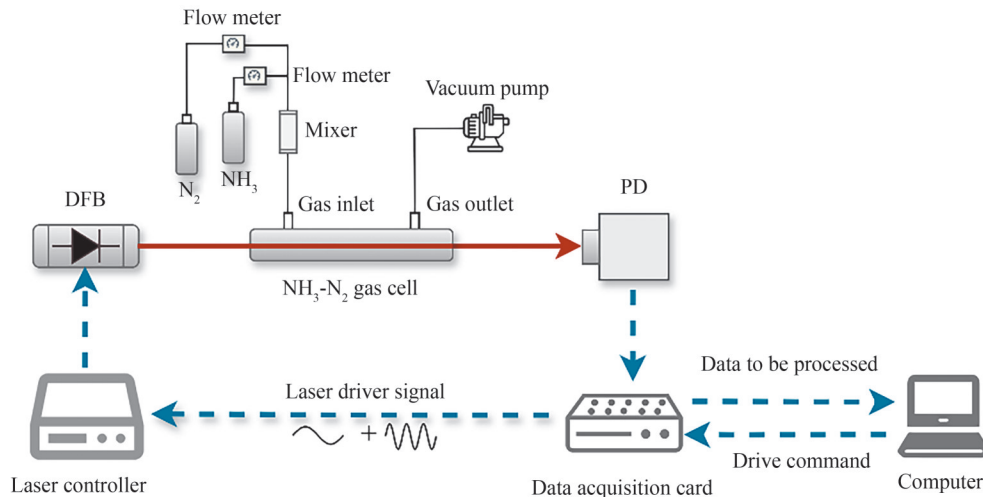 Flow meter
Flow meter
Vacuum pump
Mixer
N₂
NH₃
DFB
Gas inlet
Gas outlet
PD
NH₃-N₂ gas cell
Data to be processed
Laser driver signal
+
Drive command
Laser controller
Data acquisition card
Computer